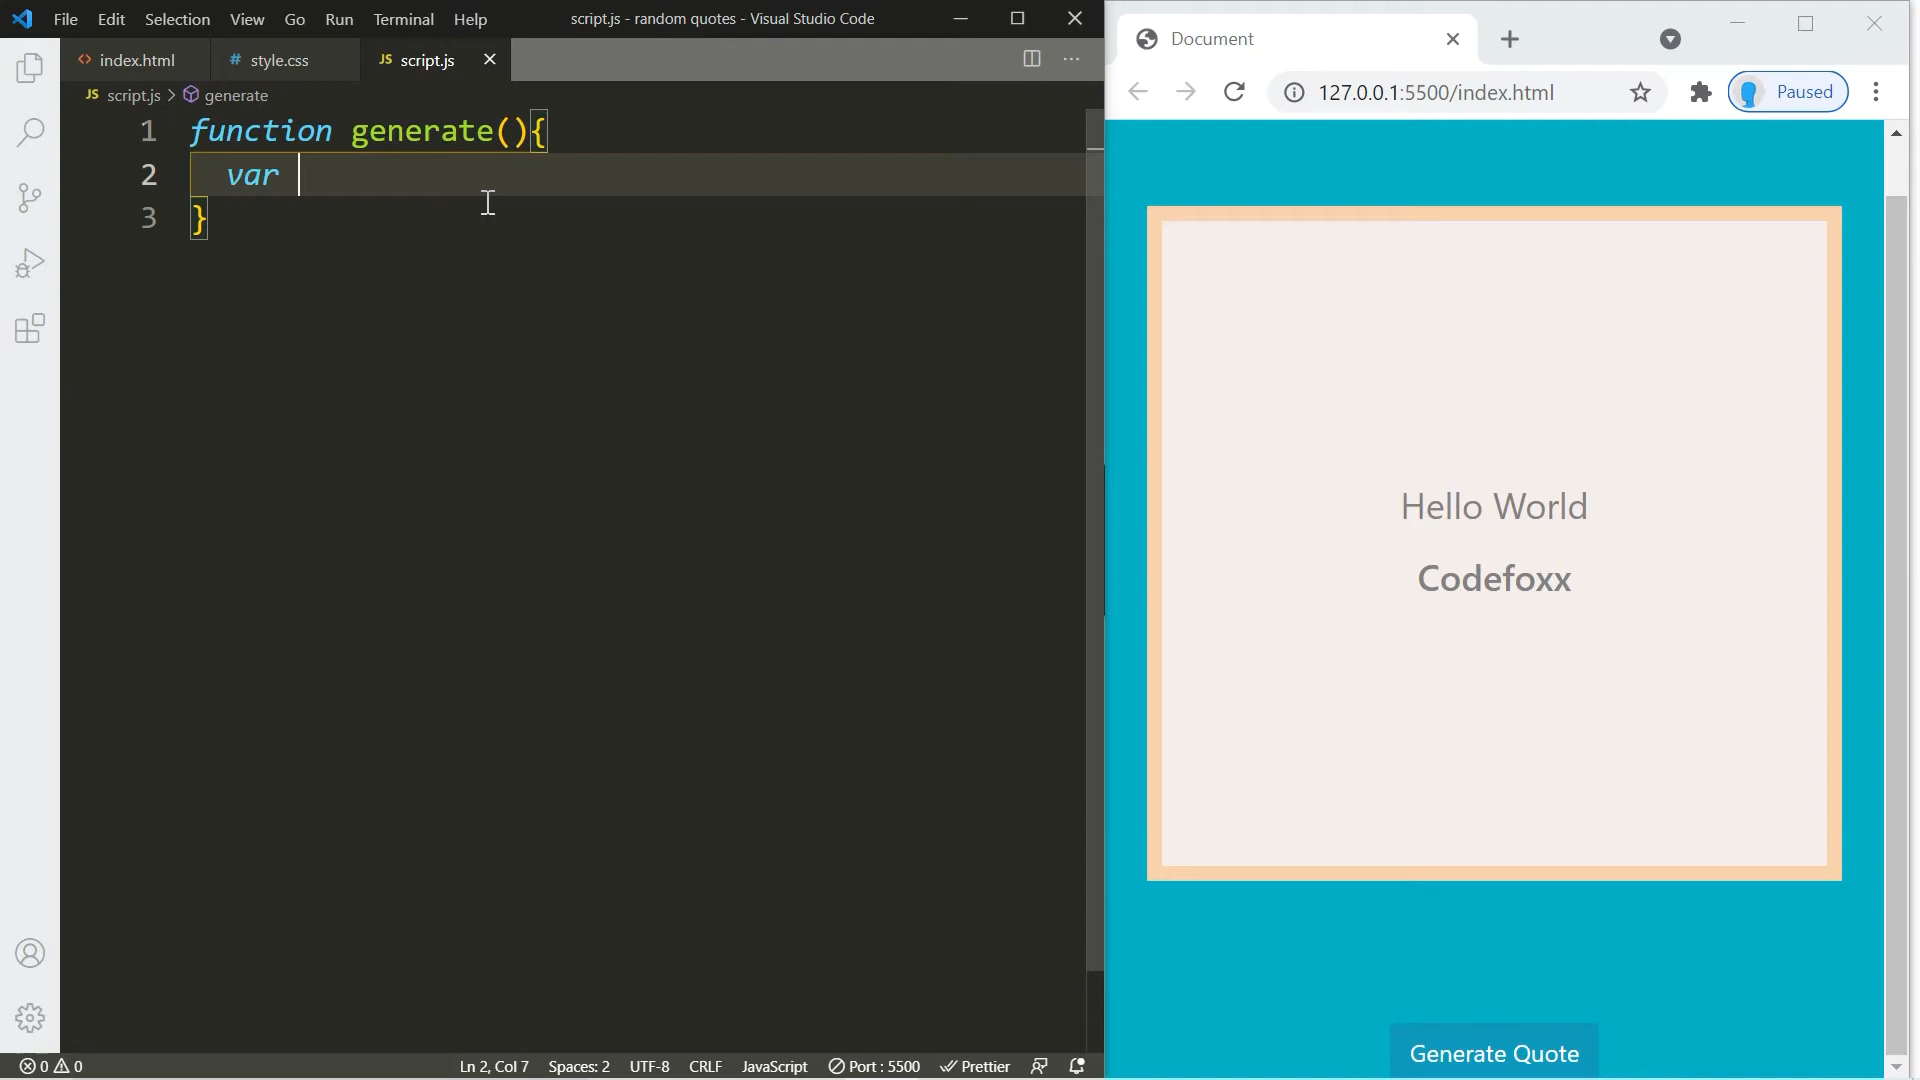 File Edit Selection View Go Run Terminal Help script.js - random quotes - Visual Studio Code
<> index.html # style.css JS script.js
JS script.js > generate
1 function generate(){
2 var
3 }
0 0 Ln 2, Col 7 Spaces: 2 UTF-8 CRLF JavaScript Port : 5500 Prettier
Document
127.0.0.1:5500/index.html Paused
Hello World
Codefoxx
Generate Quote